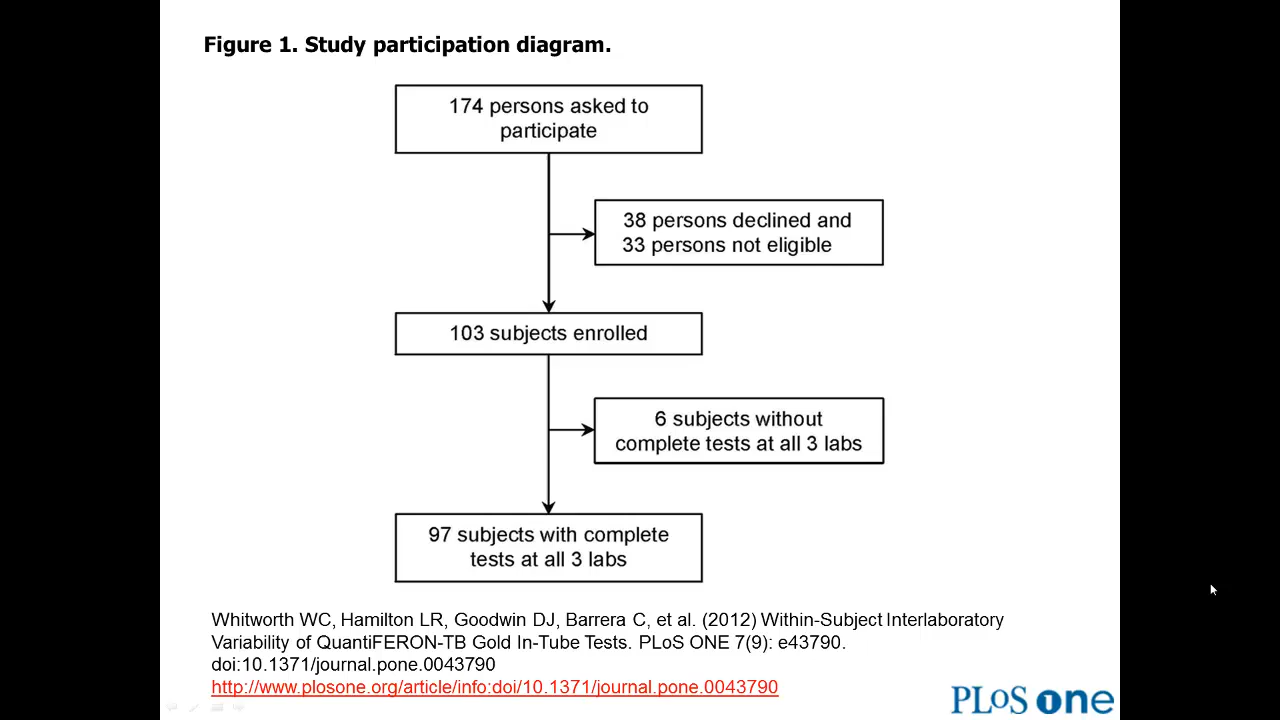 Figure 1. Study participation diagram.
174 persons asked to
participate
38 persons declined and
33 persons not eligible
103 subjects enrolled
6 subjects without
complete tests at all 3 labs
97 subjects with complete
tests at all 3 labs
Whitworth WC, Hamilton LR, Goodwin DJ, Barrera C, et al. (2012) Within-Subject Interlaboratory
Variability of QuantiFERON-TB Gold In-Tube Tests. PLoS ONE 7(9): e43790.
doi:10.1371/journal.pone.0043790
http://www.plosone.org/article/info:doi/10.1371/journal.pone.0043790
PLoS one